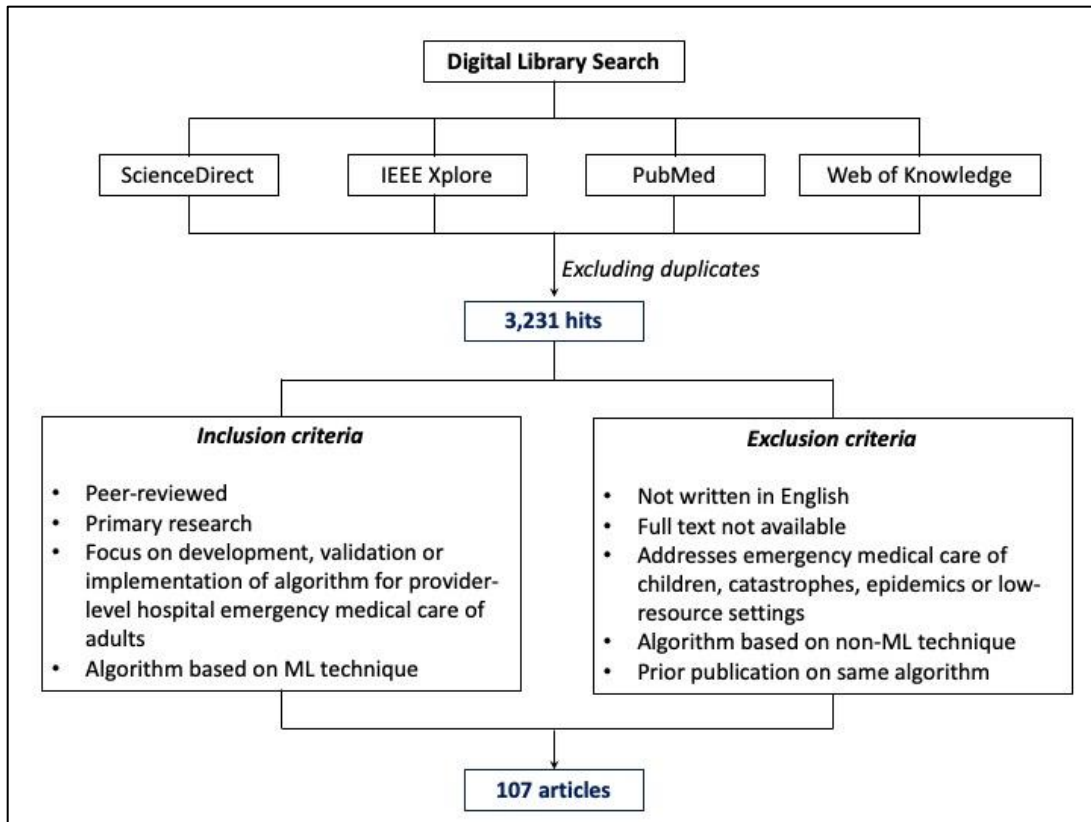 Digital Library Search
ScienceDirect
IEEE Xplore
PubMed
Web of Knowledge
Excluding duplicates
3,231 hits
Inclusion criteria
• Peer-reviewed
• Primary research
• Focus on development, validation or
implementation of algorithm for provider-
level hospital emergency medical care of
adults
• Algorithm based on ML technique
Exclusion criteria
• Not written in English
• Full text not available
• Addresses emergency medical care of
children, catastrophes, epidemics or low-
resource settings
• Algorithm based on non-ML technique
• Prior publication on same algorithm
107 articles